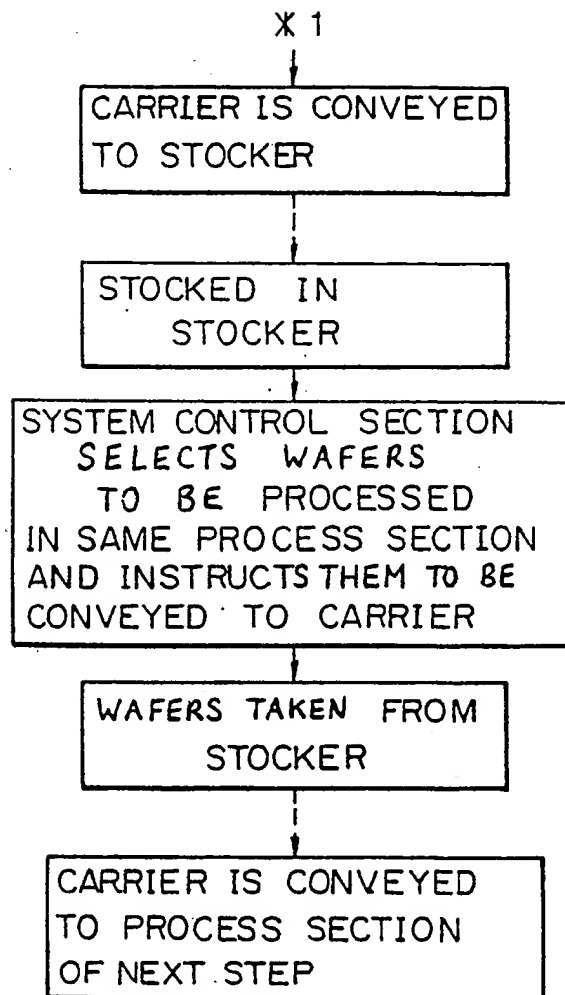 ※ 1
CARRIER IS CONVEYED
TO STOCKER
STOCKED IN
STOCKER
SYSTEM CONTROL SECTION
SELECTS WAFERS
TO BE PROCESSED
IN SAME PROCESS SECTION
AND INSTRUCTS THEM TO BE
CONVEYED TO CARRIER
WAFERS TAKEN FROM
STOCKER
CARRIER IS CONVEYED
TO PROCESS SECTION
OF NEXT STEP